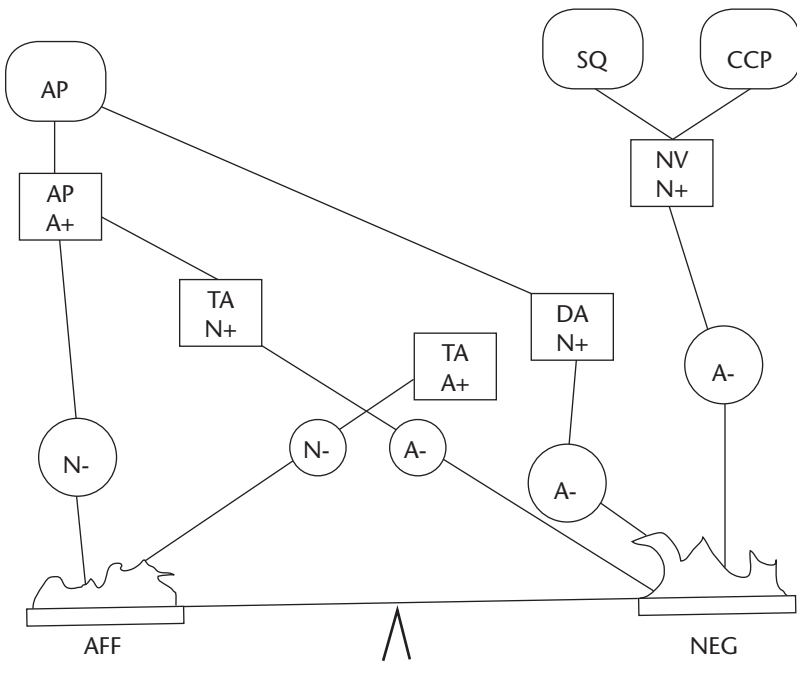 SQ
CCP
AP
NV
N+
AP
A+
TA
N+
DA
N+
TA
A+
A-
N-
N-
A-
A-
AFF
NEG